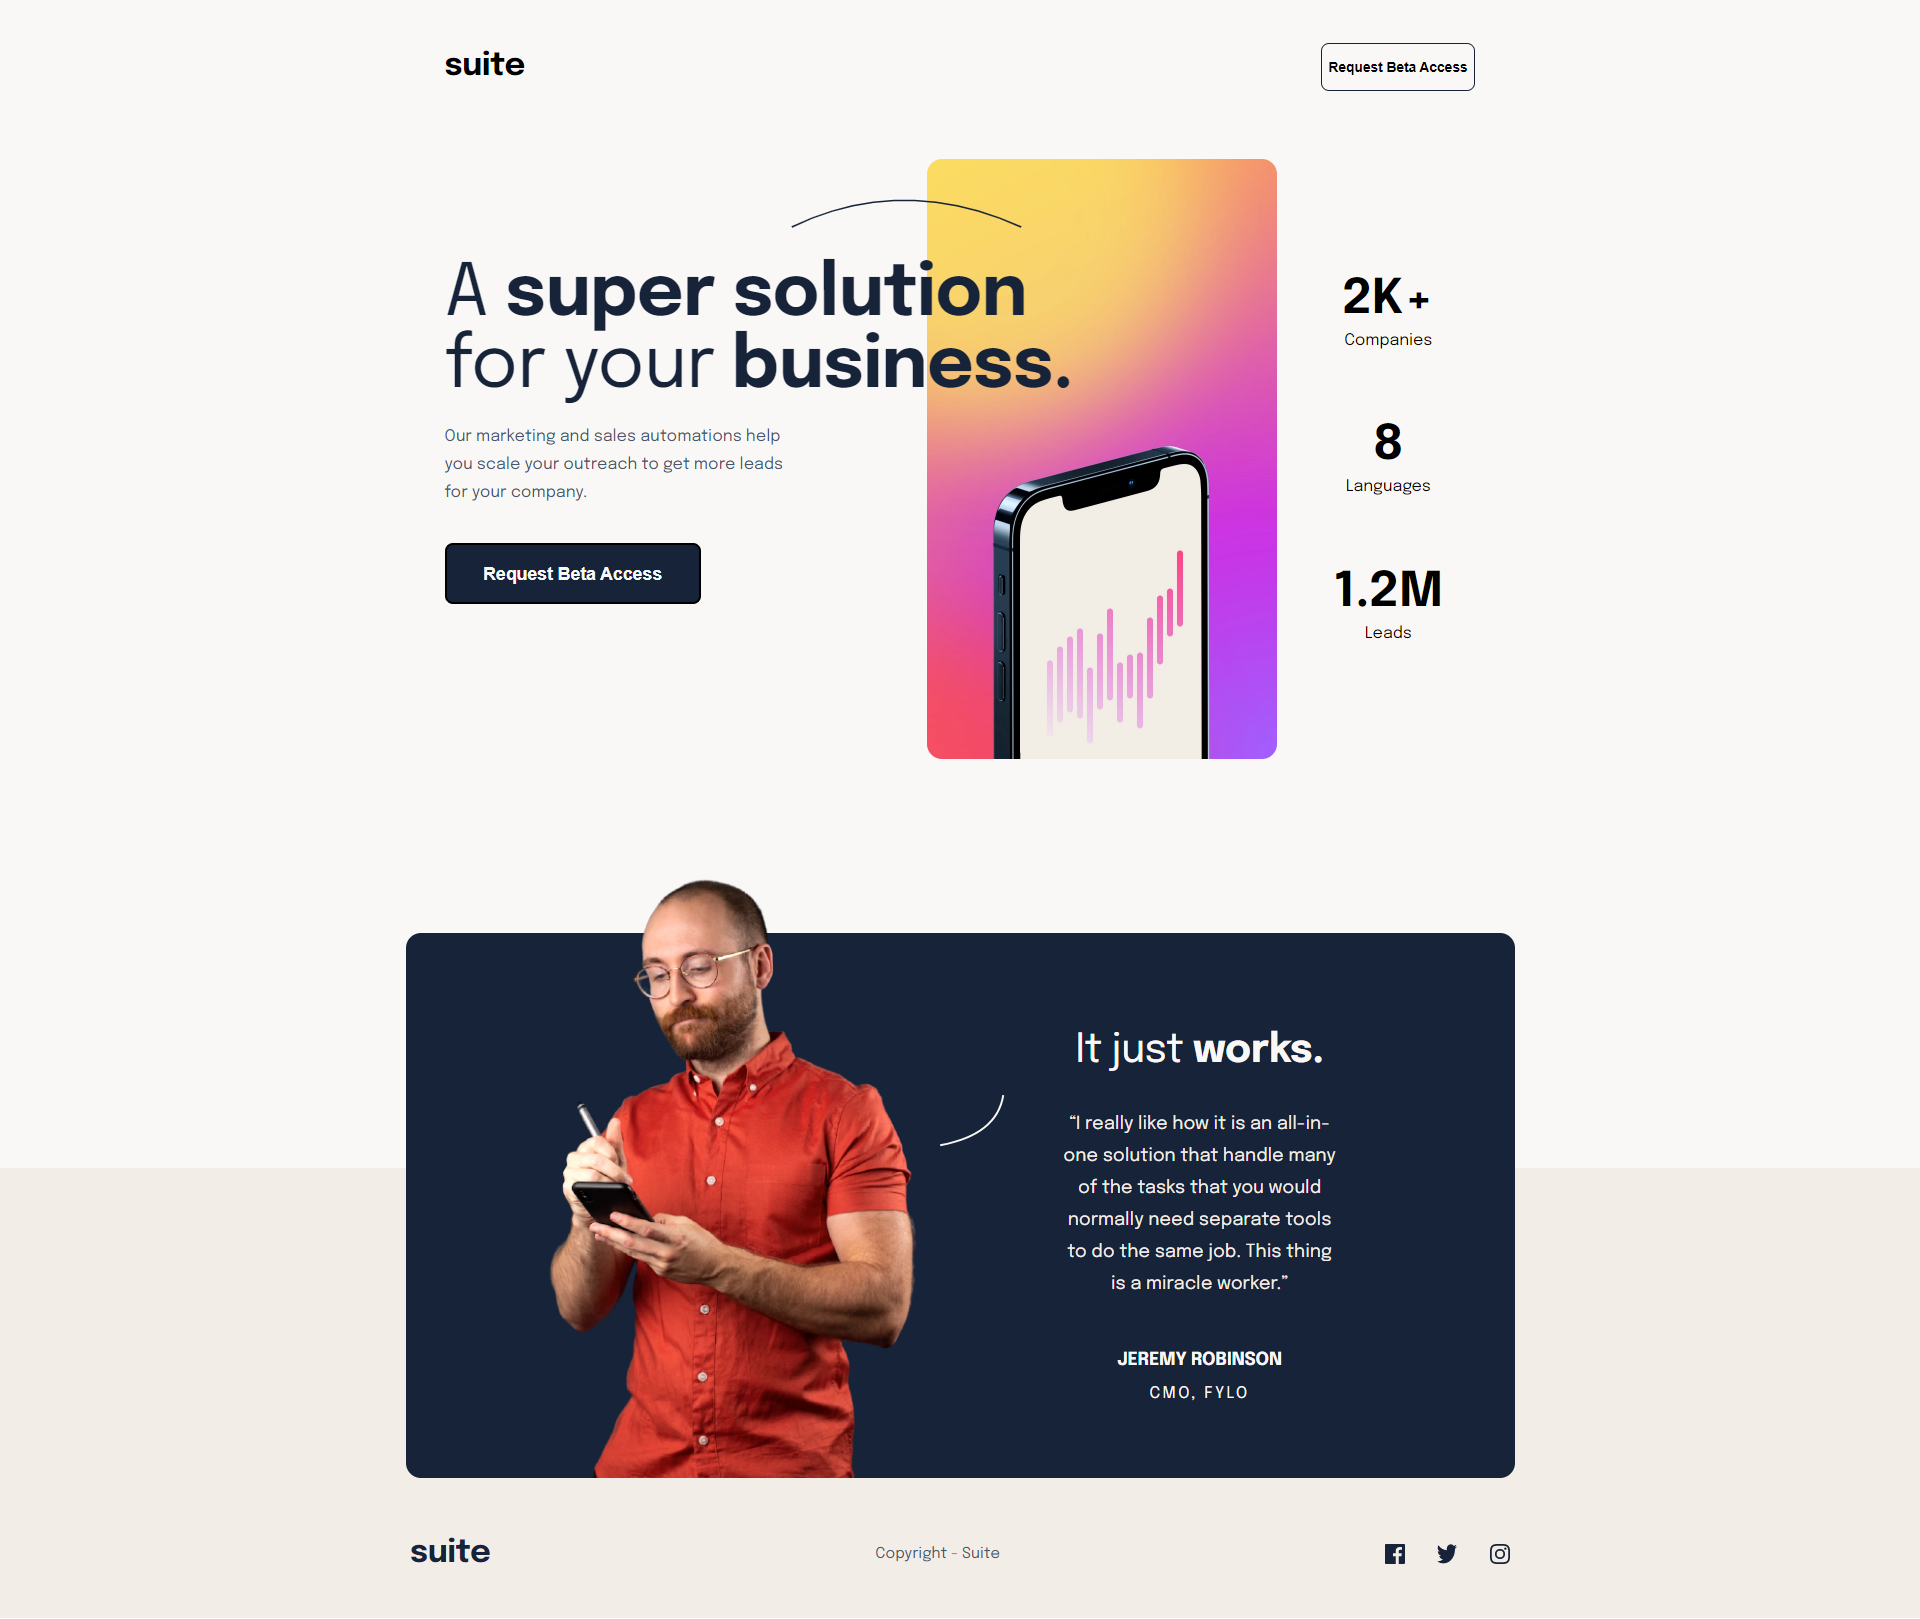 suite
Request Beta Access
A super solution
for your business.
Our marketing and sales automations help
you scale your outreach to get more leads
for your company.
Request Beta Access
2K+
Companies
8
Languages
1.2M
Leads
It just works.
“I really like how it is an all-in-
one solution that handle many
of the tasks that you would
normally need separate tools
to do the same job. This thing
is a miracle worker.”
JEREMY ROBINSON
CMO, FYLO
suite
Copyright - Suite